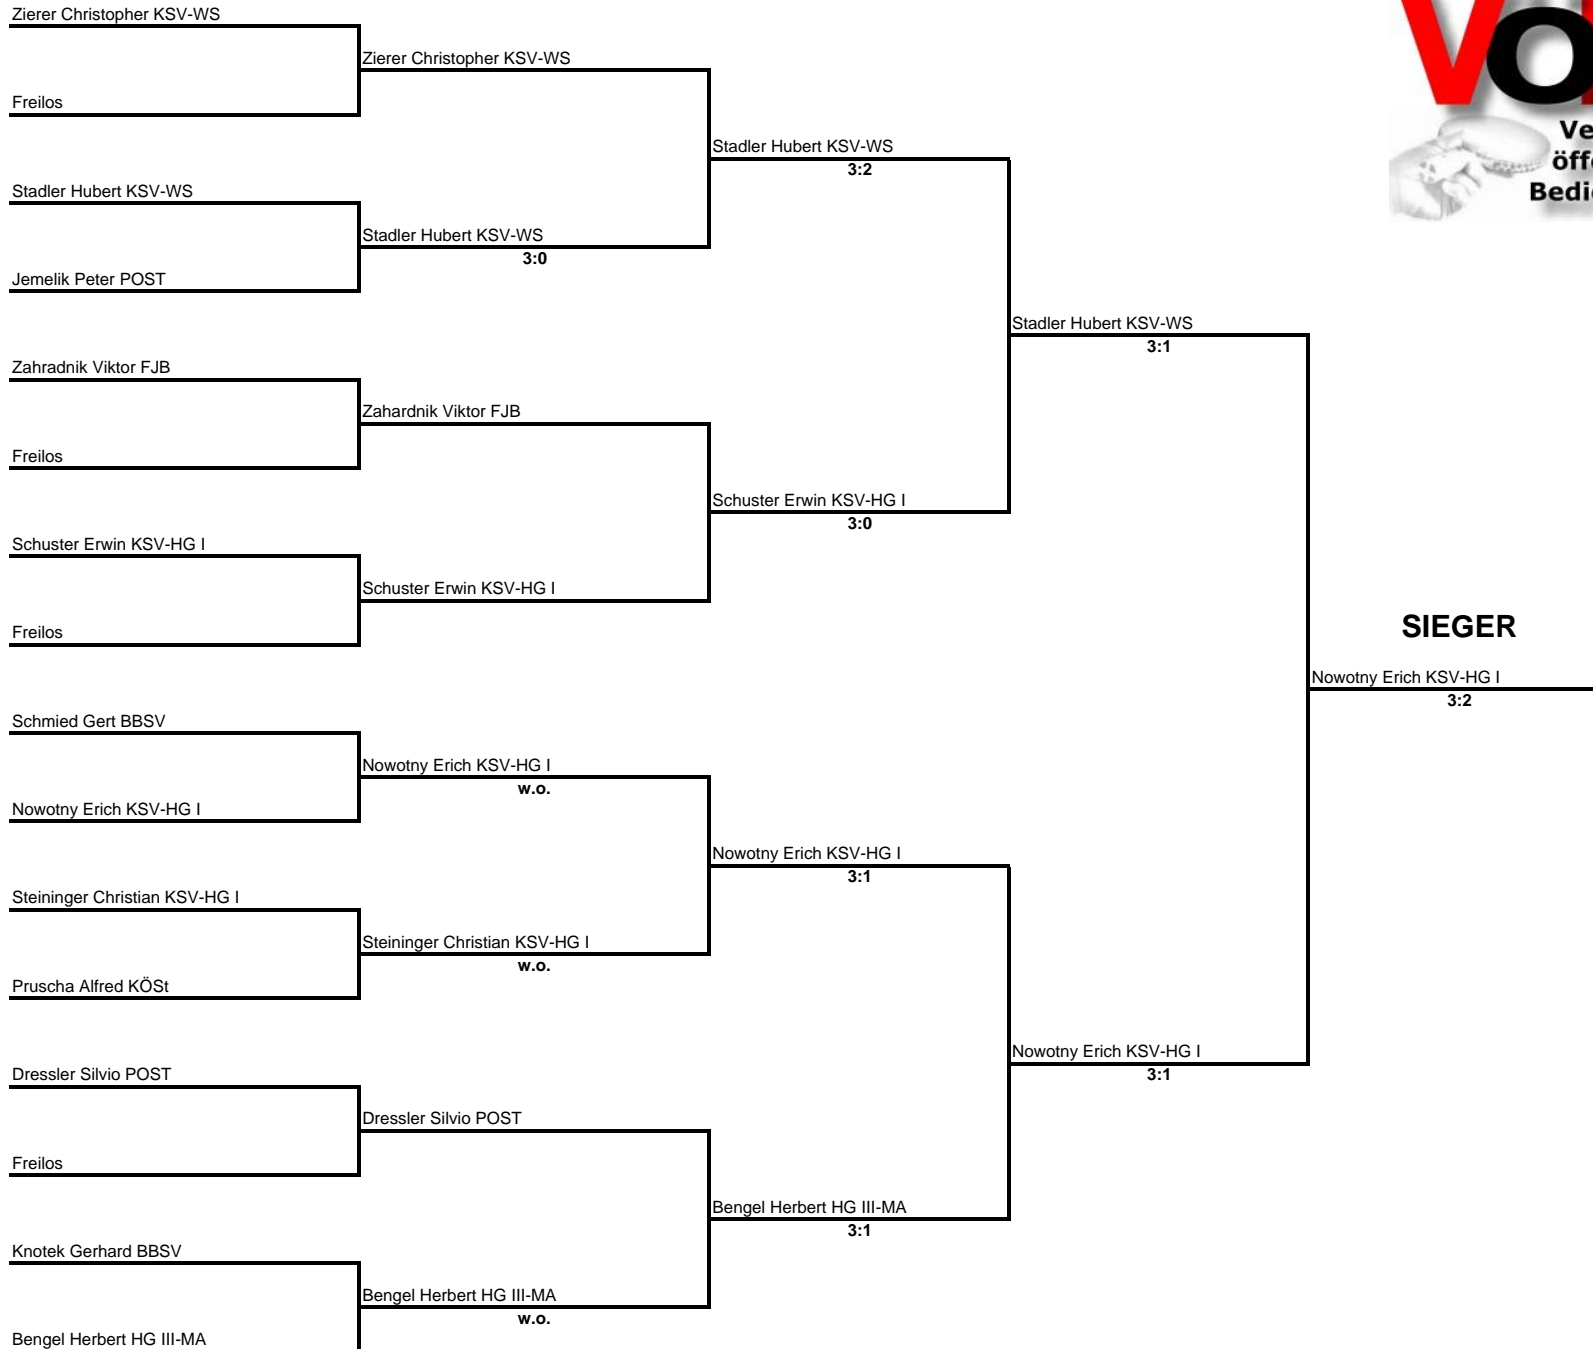 Zierer Christopher KSV-WS
Zierer Christopher KSV-WS
Freilos
Stadler Hubert KSV-WS
3:2
Stadler Hubert KSV-WS
Stadler Hubert KSV-WS
3:0
Jemelik Peter POST
Stadler Hubert KSV-WS
3:1
Zahradnik Viktor FJB
Zahardnik Viktor FJB
Freilos
Schuster Erwin KSV-HG I
3:0
Schuster Erwin KSV-HG I
Schuster Erwin KSV-HG I
Freilos
SIEGER
Nowotny Erich KSV-HG I
3:2
Schmied Gert BBSV
Nowotny Erich KSV-HG I
w.o.
Nowotny Erich KSV-HG I
Nowotny Erich KSV-HG I
3:1
Steininger Christian KSV-HG I
Steininger Christian KSV-HG I
w.o.
Pruscha Alfred KÖSt
Nowotny Erich KSV-HG I
3:1
Dressler Silvio POST
Dressler Silvio POST
Freilos
Bengel Herbert HG III-MA
3:1
Knotek Gerhard BBSV
Bengel Herbert HG III-MA
w.o.
Bengel Herbert HG III-MA